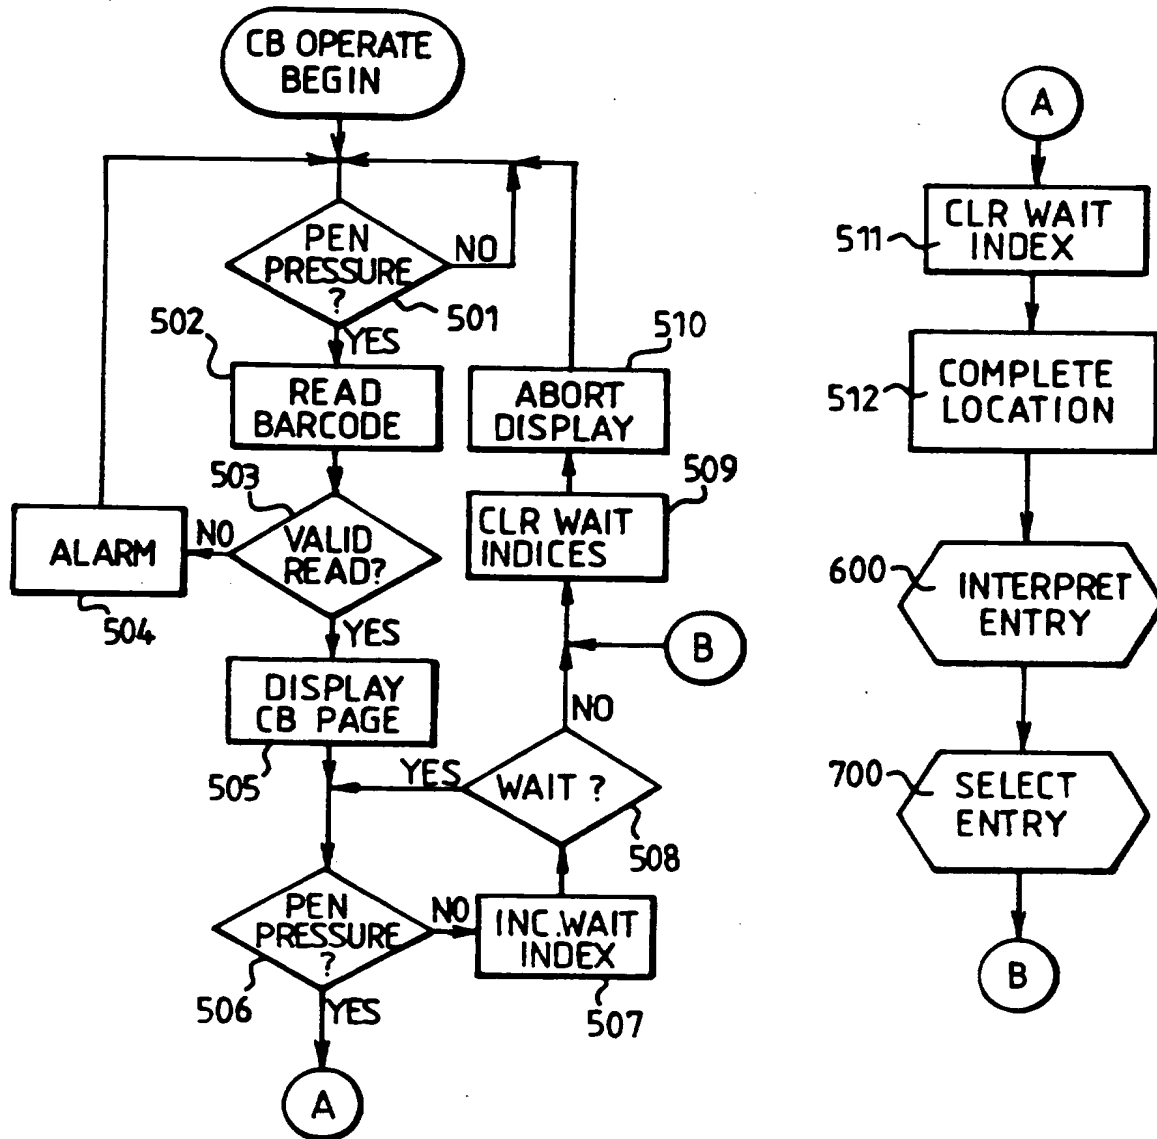 CB OPERATE
BEGIN
PEN
PRESSURE
?
NO
501
YES
502
READ
BARCODE
503
VALID
READ?
NO
ALARM
504
YES
DISPLAY
CB PAGE
505
PEN
PRESSURE
?
506
NO
YES
A
INC.WAIT
INDEX
507
WAIT ?
508
YES
NO
B
CLR WAIT
INDICES
509
ABORT
DISPLAY
510
A
CLR WAIT
INDEX
511
COMPLETE
LOCATION
512
INTERPRET
ENTRY
600
SELECT
ENTRY
700
B